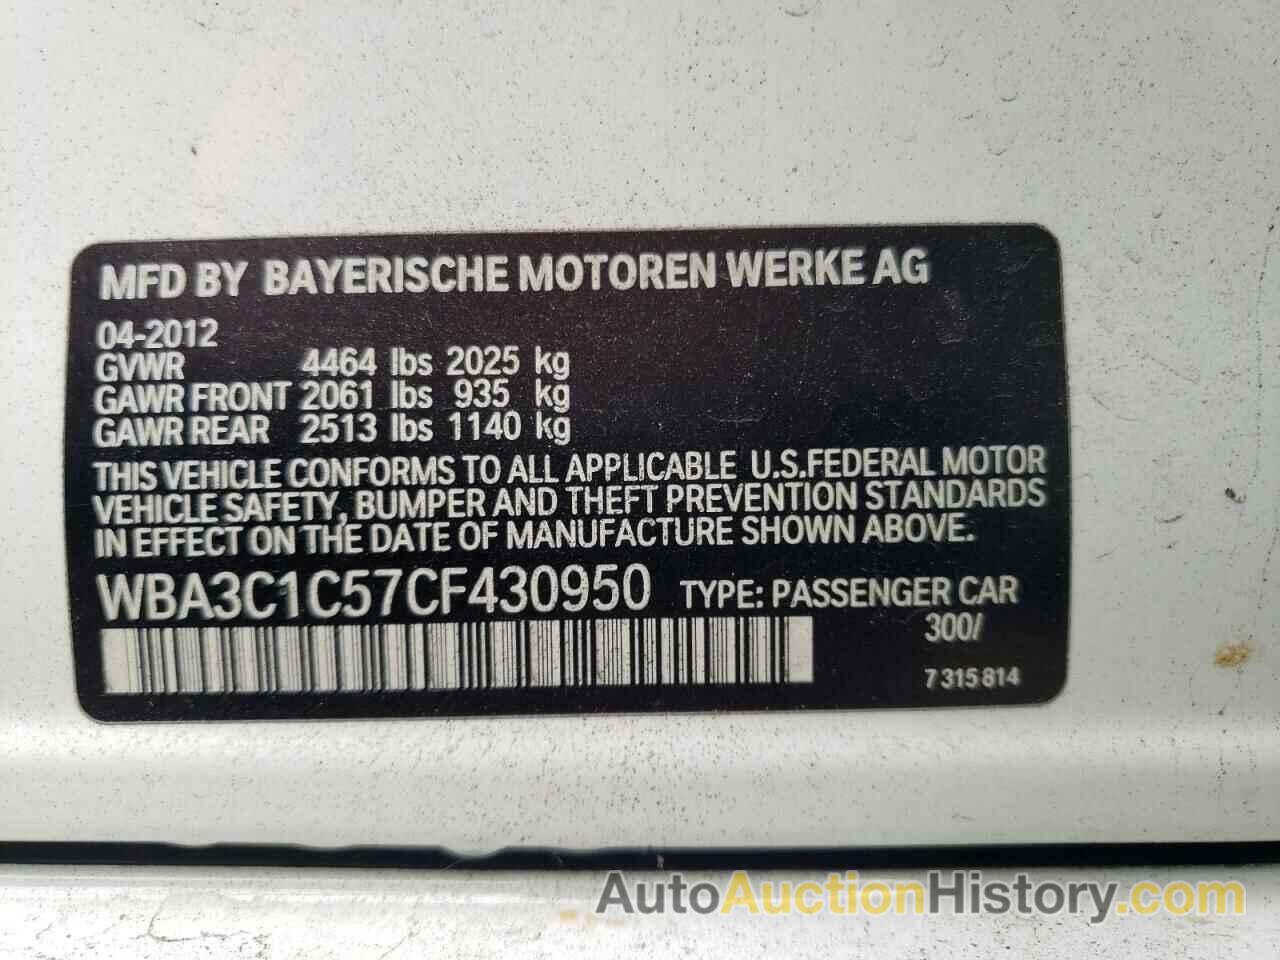 MFD BY BAYERISCHE MOTOREN WERKE AG
04-2012
GVWR 4464 lbs 2025 kg
GAWR FRONT 2061 lbs 935 kg
GAWR REAR 2513 lbs 1140 kg
THIS VEHICLE CONFORMS TO ALL APPLICABLE U.S.FEDERAL MOTOR
VEHICLE SAFETY, BUMPER AND THEFT PREVENTION STANDARDS
IN EFFECT ON THE DATE OF MANUFACTURE SHOWN ABOVE.
WBA3C1C57CF430950 TYPE: PASSENGER CAR
300/
7 315 814
AutoAuctionHistory.com